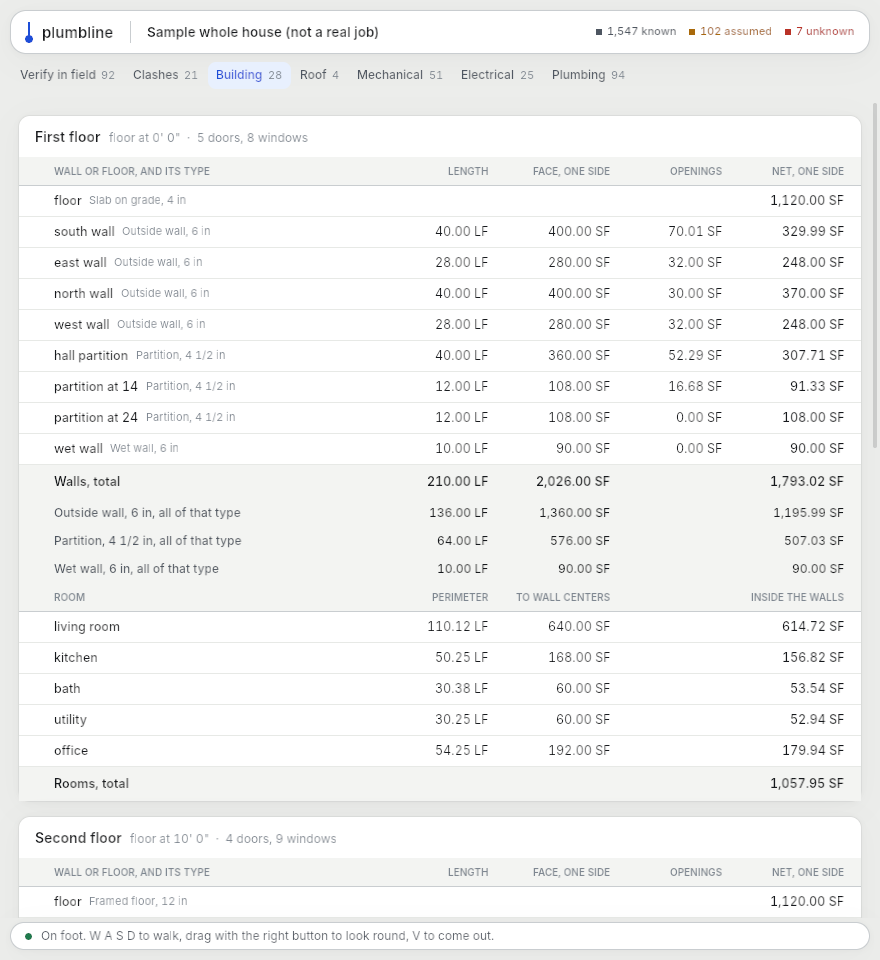 plumbline Sample whole house (not a real job) 1,547 known 102 assumed 7 unknown
Verify in field 92 Clashes 21 Building 28 Roof 4 Mechanical 51 Electrical 25 Plumbing 94
First floor floor at 0' 0" · 5 doors, 8 windows
WALL OR FLOOR, AND ITS TYPE LENGTH FACE, ONE SIDE OPENINGS NET, ONE SIDE
floor Slab on grade, 4 in 1,120.00 SF
south wall Outside wall, 6 in 40.00 LF 400.00 SF 70.01 SF 329.99 SF
east wall Outside wall, 6 in 28.00 LF 280.00 SF 32.00 SF 248.00 SF
north wall Outside wall, 6 in 40.00 LF 400.00 SF 30.00 SF 370.00 SF
west wall Outside wall, 6 in 28.00 LF 280.00 SF 32.00 SF 248.00 SF
hall partition Partition, 4 1/2 in 40.00 LF 360.00 SF 52.29 SF 307.71 SF
partition at 14 Partition, 4 1/2 in 12.00 LF 108.00 SF 16.68 SF 91.33 SF
partition at 24 Partition, 4 1/2 in 12.00 LF 108.00 SF 0.00 SF 108.00 SF
wet wall Wet wall, 6 in 10.00 LF 90.00 SF 0.00 SF 90.00 SF
Walls, total 210.00 LF 2,026.00 SF 1,793.02 SF
Outside wall, 6 in, all of that type 136.00 LF 1,360.00 SF 1,195.99 SF
Partition, 4 1/2 in, all of that type 64.00 LF 576.00 SF 507.03 SF
Wet wall, 6 in, all of that type 10.00 LF 90.00 SF 90.00 SF
ROOM PERIMETER TO WALL CENTERS INSIDE THE WALLS
living room 110.12 LF 640.00 SF 614.72 SF
kitchen 50.25 LF 168.00 SF 156.82 SF
bath 30.38 LF 60.00 SF 53.54 SF
utility 30.25 LF 60.00 SF 52.94 SF
office 54.25 LF 192.00 SF 179.94 SF
Rooms, total 1,057.95 SF
Second floor floor at 10' 0" · 4 doors, 9 windows
WALL OR FLOOR, AND ITS TYPE LENGTH FACE, ONE SIDE OPENINGS NET, ONE SIDE
floor Framed floor, 12 in 1,120.00 SF
On foot. W A S D to walk, drag with the right button to look round, V to come out.